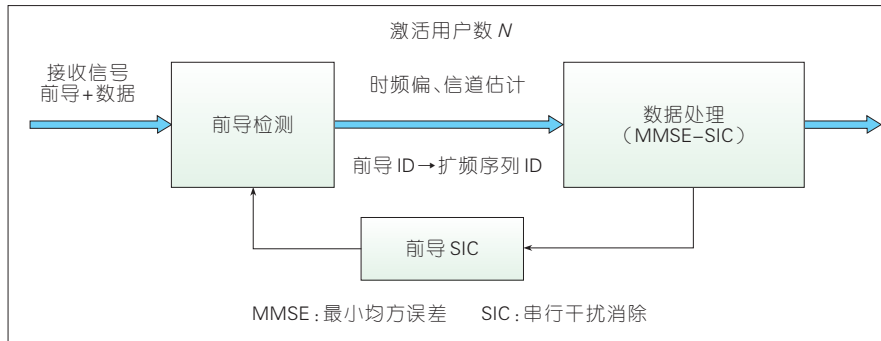 激活用户数 N
接收信号
前导+数据
前导检测
时频偏、信道估计
前导 ID→扩频序列 ID
数据处理
（MMSE-SIC）
前导 SIC
MMSE：最小均方误差 SIC：串行干扰消除